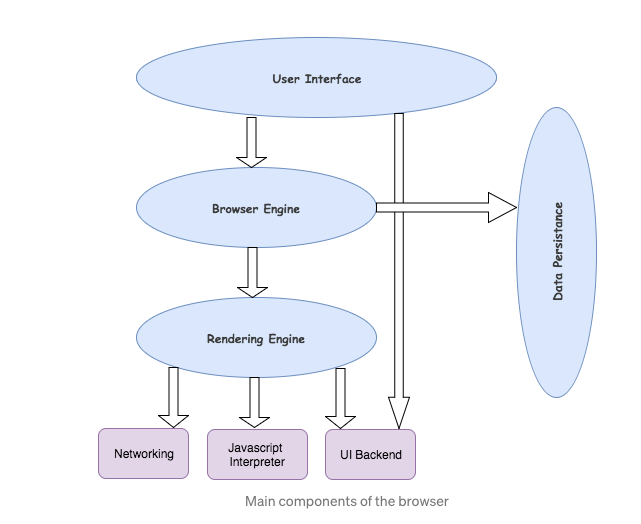 User Interface
Browser Engine
Data Persistance
Rendering Engine
Networking
Javascript
Interpreter
UI Backend
Main components of the browser